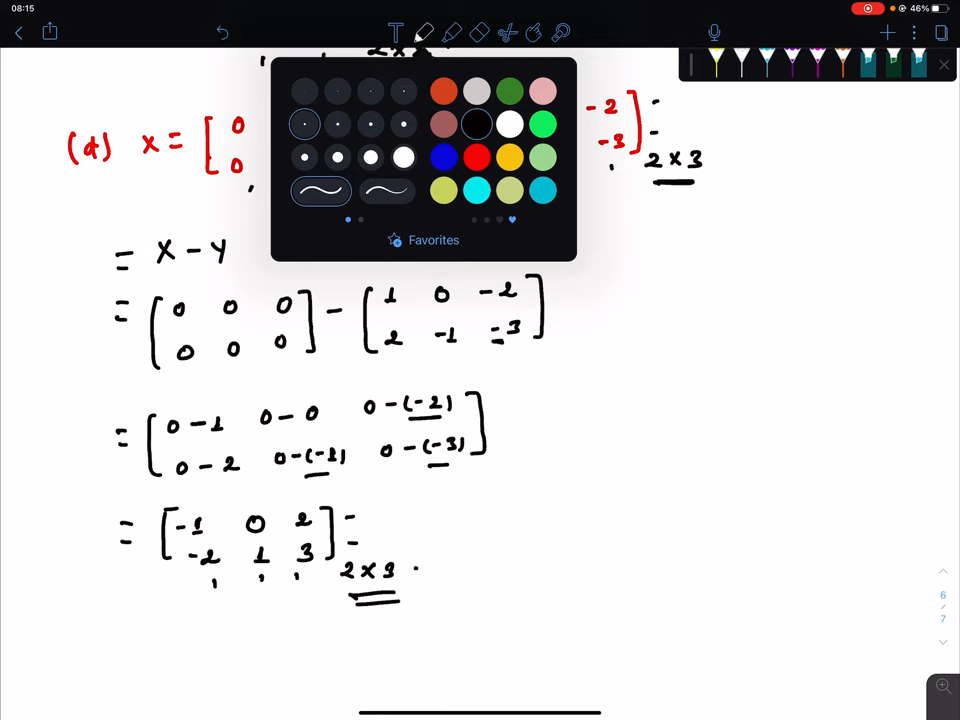 08:15
46%
2x
(d) X = [ 0 -2 ]
[ 0 -3 ] 2 x 3
= X - Y
= [ 0 0 0 ] - [ 1 0 -2 ]
[ 0 0 0 ] [ 2 -1 -3 ]
= [ 0-1 0-0 0-(-2) ]
[ 0-2 0-(-1) 0-(-3) ]
= [ -1 0 2 ]
[ -2 1 3 ] 2 x 3
Favorites
6
/
7